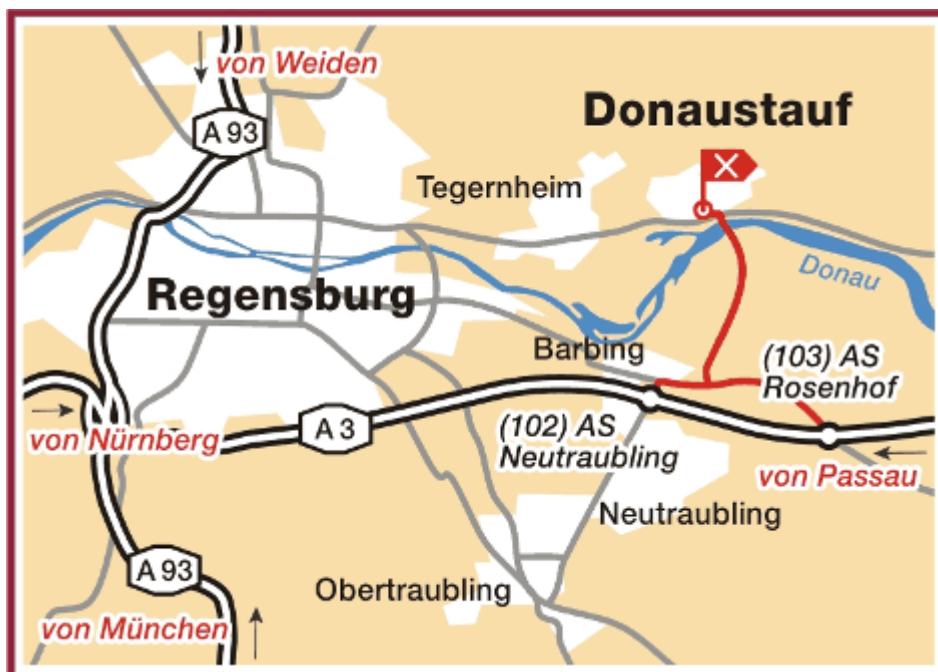 von Weiden
A 93
Donaustauf
Tegernheim
Donau
Regensburg
Barbing
(103) AS
Rosenhof
A 3
(102) AS
Neutraubling
von Nürnberg
von Passau
Neutraubling
A 93
Obertraubling
von München